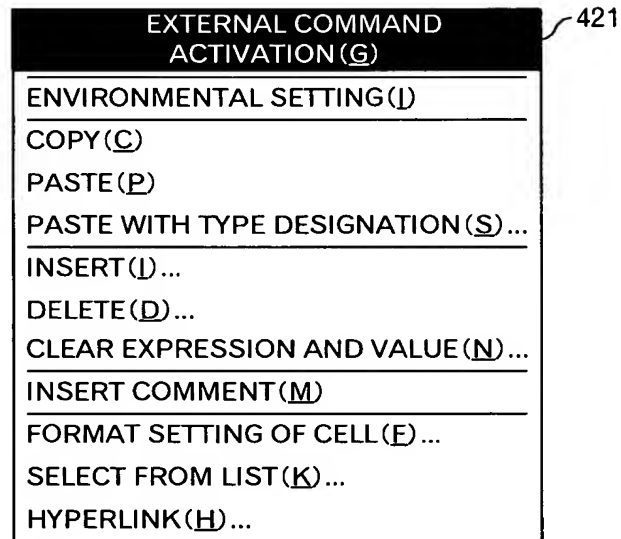 EXTERNAL COMMAND
ACTIVATION(G)
421
ENVIRONMENTAL SETTING(I)
COPY(C)
PASTE(P)
PASTE WITH TYPE DESIGNATION(S)...
INSERT(I)...
DELETE(D)...
CLEAR EXPRESSION AND VALUE(N)...
INSERT COMMENT(M)
FORMAT SETTING OF CELL(F)...
SELECT FROM LIST(K)...
HYPERLINK(H)...